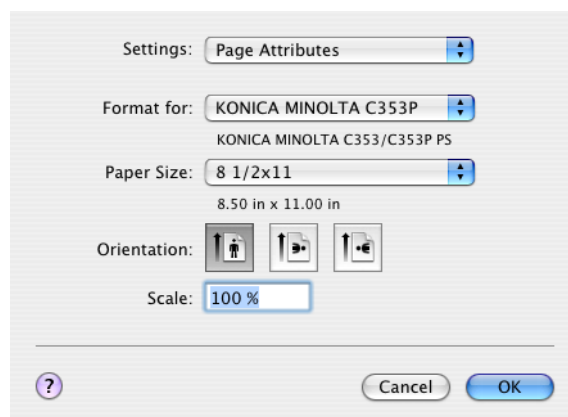 Settings: Page Attributes
Format for: KONICA MINOLTA C353P
KONICA MINOLTA C353/C353P PS
Paper Size: 8 1/2x11
8.50 in x 11.00 in
Orientation:
Scale: 100 %
? Cancel OK